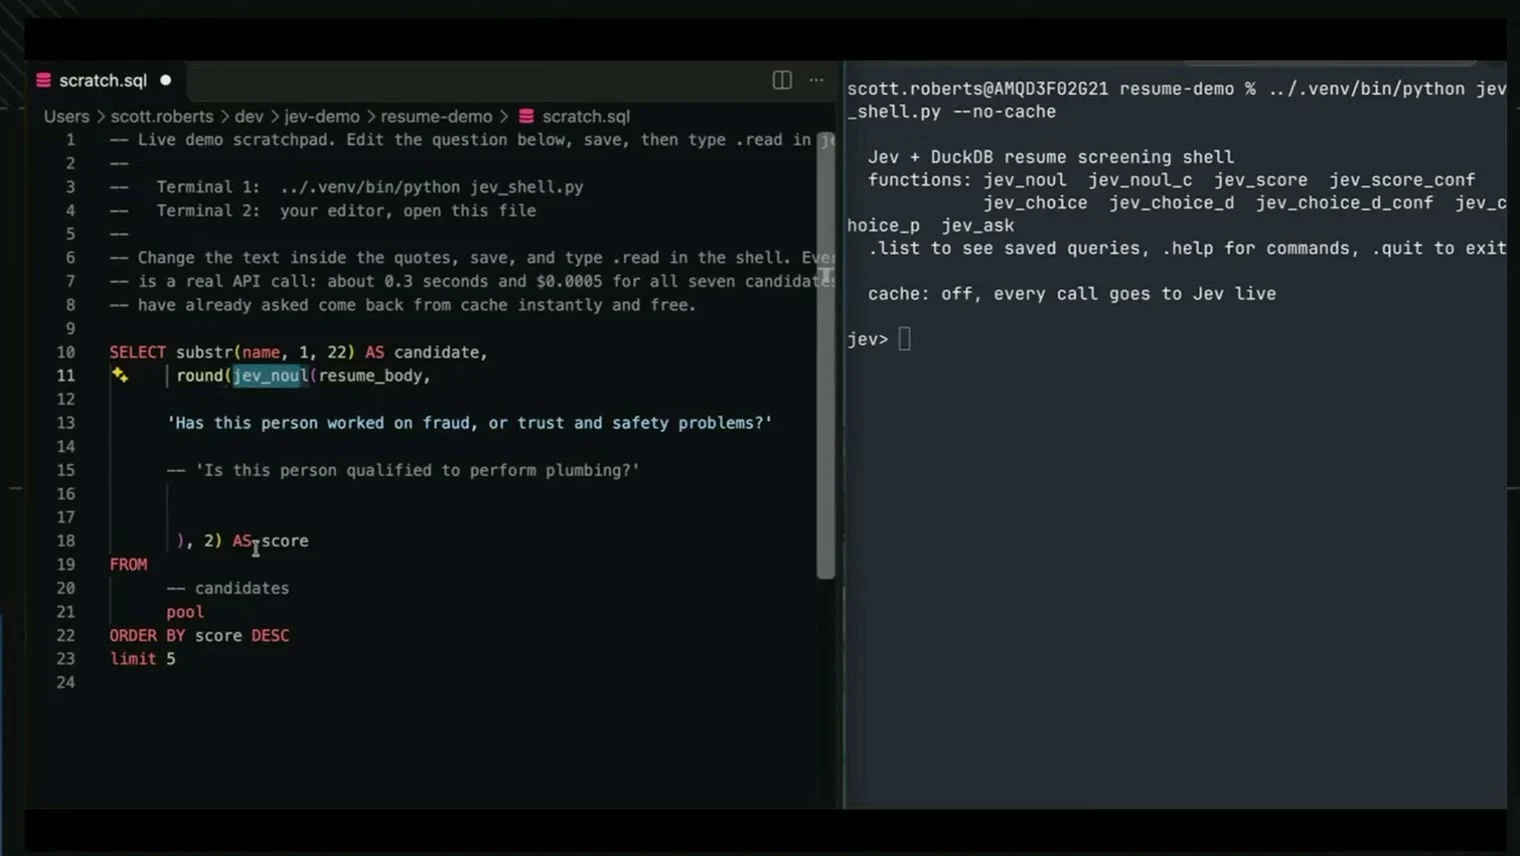 scratch.sql
Users > scott.roberts > dev > jev-demo > resume-demo > scratch.sql
1 -- Live demo scratchpad. Edit the question below, save, then type .read in
2 --
3 -- Terminal 1: ../.venv/bin/python jev_shell.py
4 -- Terminal 2: your editor, open this file
5 --
6 -- Change the text inside the quotes, save, and type .read in the shell.
7 -- is a real API call: about 0.3 seconds and $0.0005 for all seven candidates
8 -- have already asked come back from cache instantly and free.
9
10 SELECT substr(name, 1, 22) AS candidate,
11 round(jev_noul(resume_body,
12
13 'Has this person worked on fraud, or trust and safety problems?'
14
15 -- 'Is this person qualified to perform plumbing?'
16
17
18 ), 2) AS score
19 FROM
20 -- candidates
21 pool
22 ORDER BY score DESC
23 limit 5
24
scott.roberts@AMQD3F02G21 resume-demo % ../.venv/bin/python jev
_shell.py --no-cache
Jev + DuckDB resume screening shell
functions: jev_noul jev_noul_c jev_score jev_score_conf
jev_choice jev_choice_d jev_choice_d_conf jev_c
hoice_p jev_ask
.list to see saved queries, .help for commands, .quit to exit
cache: off, every call goes to Jev live
jev>